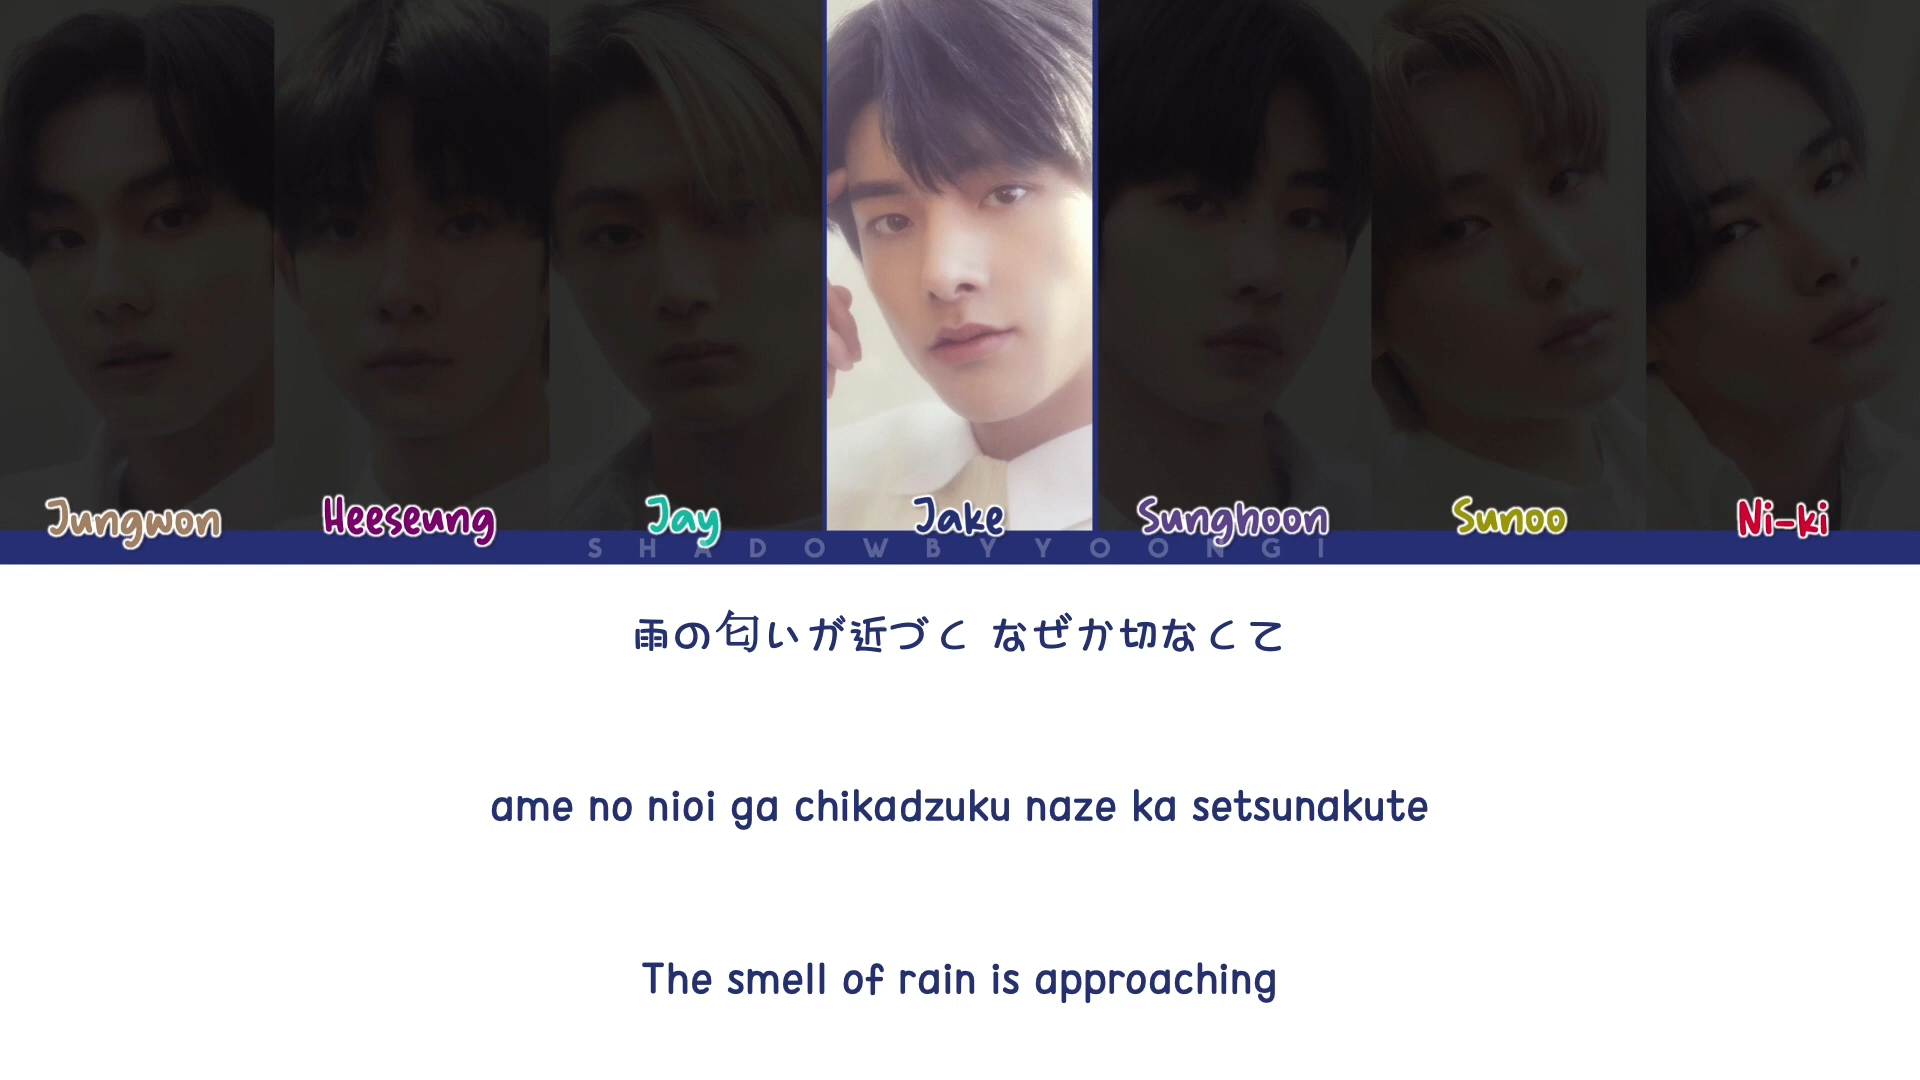 Jungwon Heeseung Jay Jake Sunghoon Sunoo Ni-ki
SHADOWBYYOONGI
雨の匂いが近づく なぜか切なくて
ame no nioi ga chikadzuku naze ka setsunakute
The smell of rain is approaching